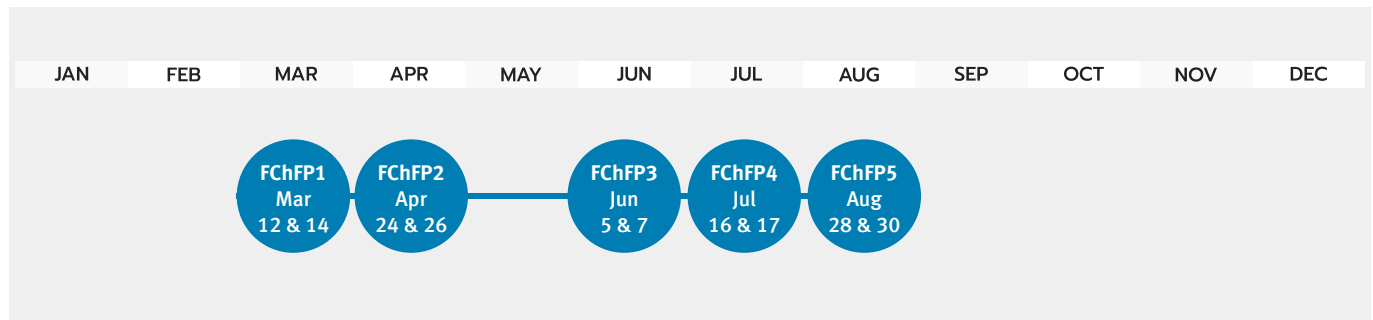 JAN FEB MAR APR MAY JUN JUL AUG SEP OCT NOV DEC
FChFP1
Mar
12 & 14
FChFP2
Apr
24 & 26
FChFP3
Jun
5 & 7
FChFP4
Jul
16 & 17
FChFP5
Aug
28 & 30